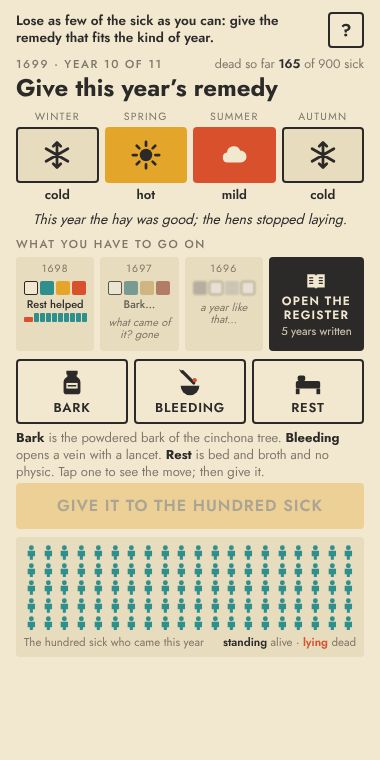 Lose as few of the sick as you can: give the
remedy that fits the kind of year.
?
1699 · YEAR 10 OF 11
dead so far 165 of 900 sick
Give this year's remedy
WINTER
SPRING
SUMMER
AUTUMN
cold
hot
mild
cold
This year the hay was good; the hens stopped laying.
WHAT YOU HAVE TO GO ON
1698
Rest helped
1697
Bark...
what came of
it? gone
1696
a year like
that...
OPEN THE
REGISTER
5 years written
BARK
BLEEDING
REST
Bark is the powdered bark of the cinchona tree. Bleeding
opens a vein with a lancet. Rest is bed and broth and no
physic. Tap one to see the move; then give it.
GIVE IT TO THE HUNDRED SICK
The hundred sick who came this year
standing alive · lying dead